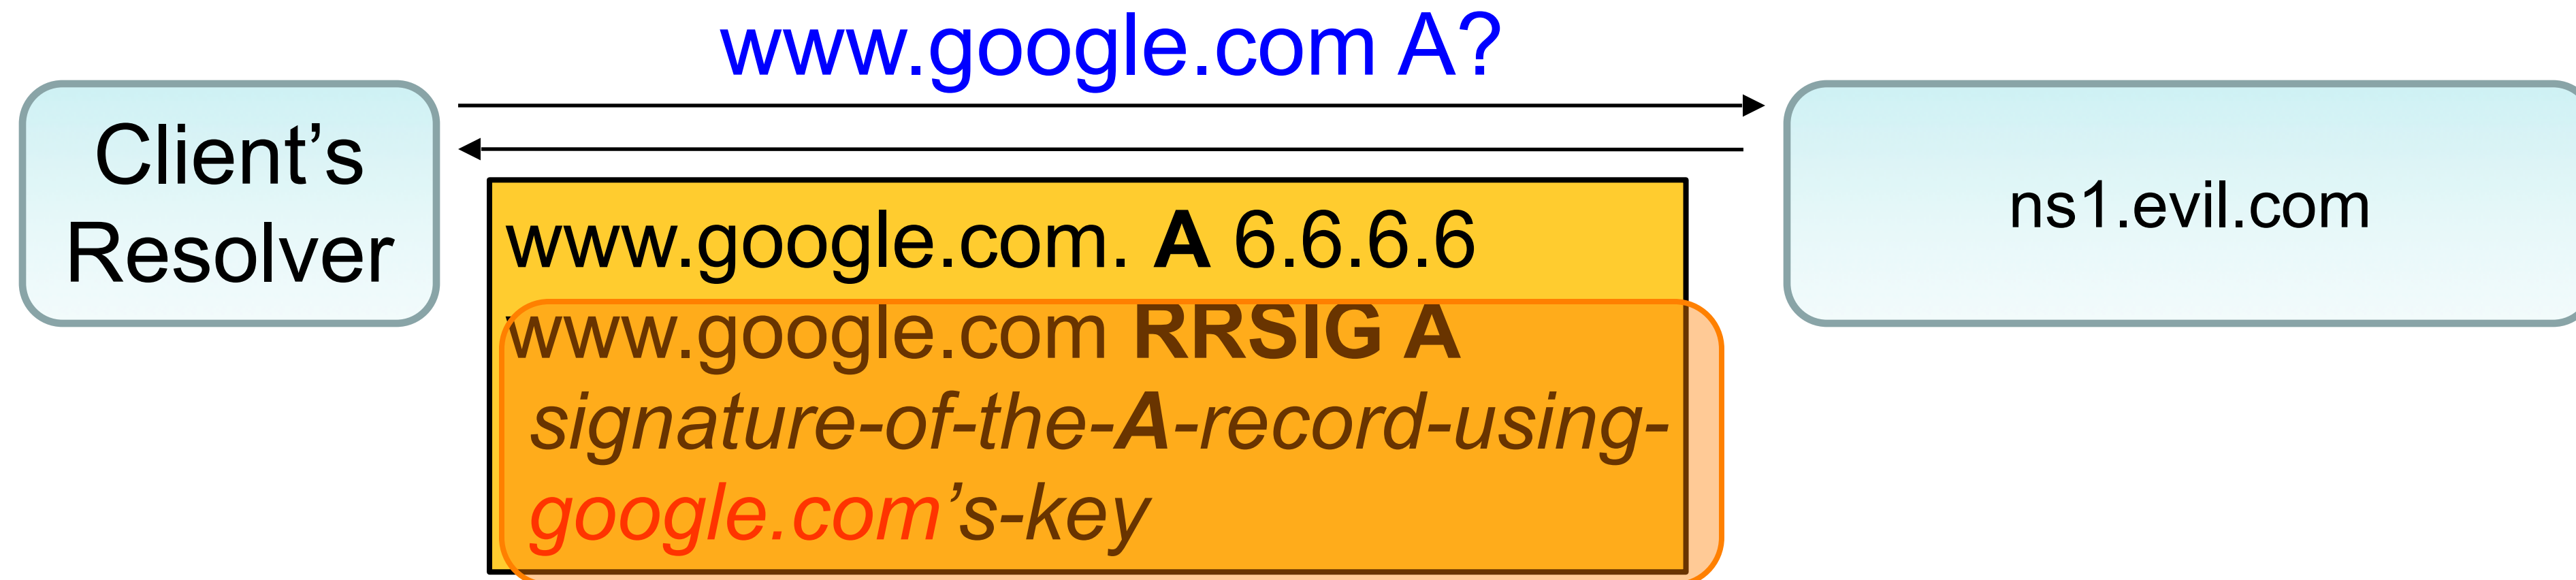 www.google.com A?
Client’s
Resolver
ns1.evil.com
www.google.com. A 6.6.6.6
www.google.com RRSIG A
signature-of-the-A-record-using-
google.com’s-key